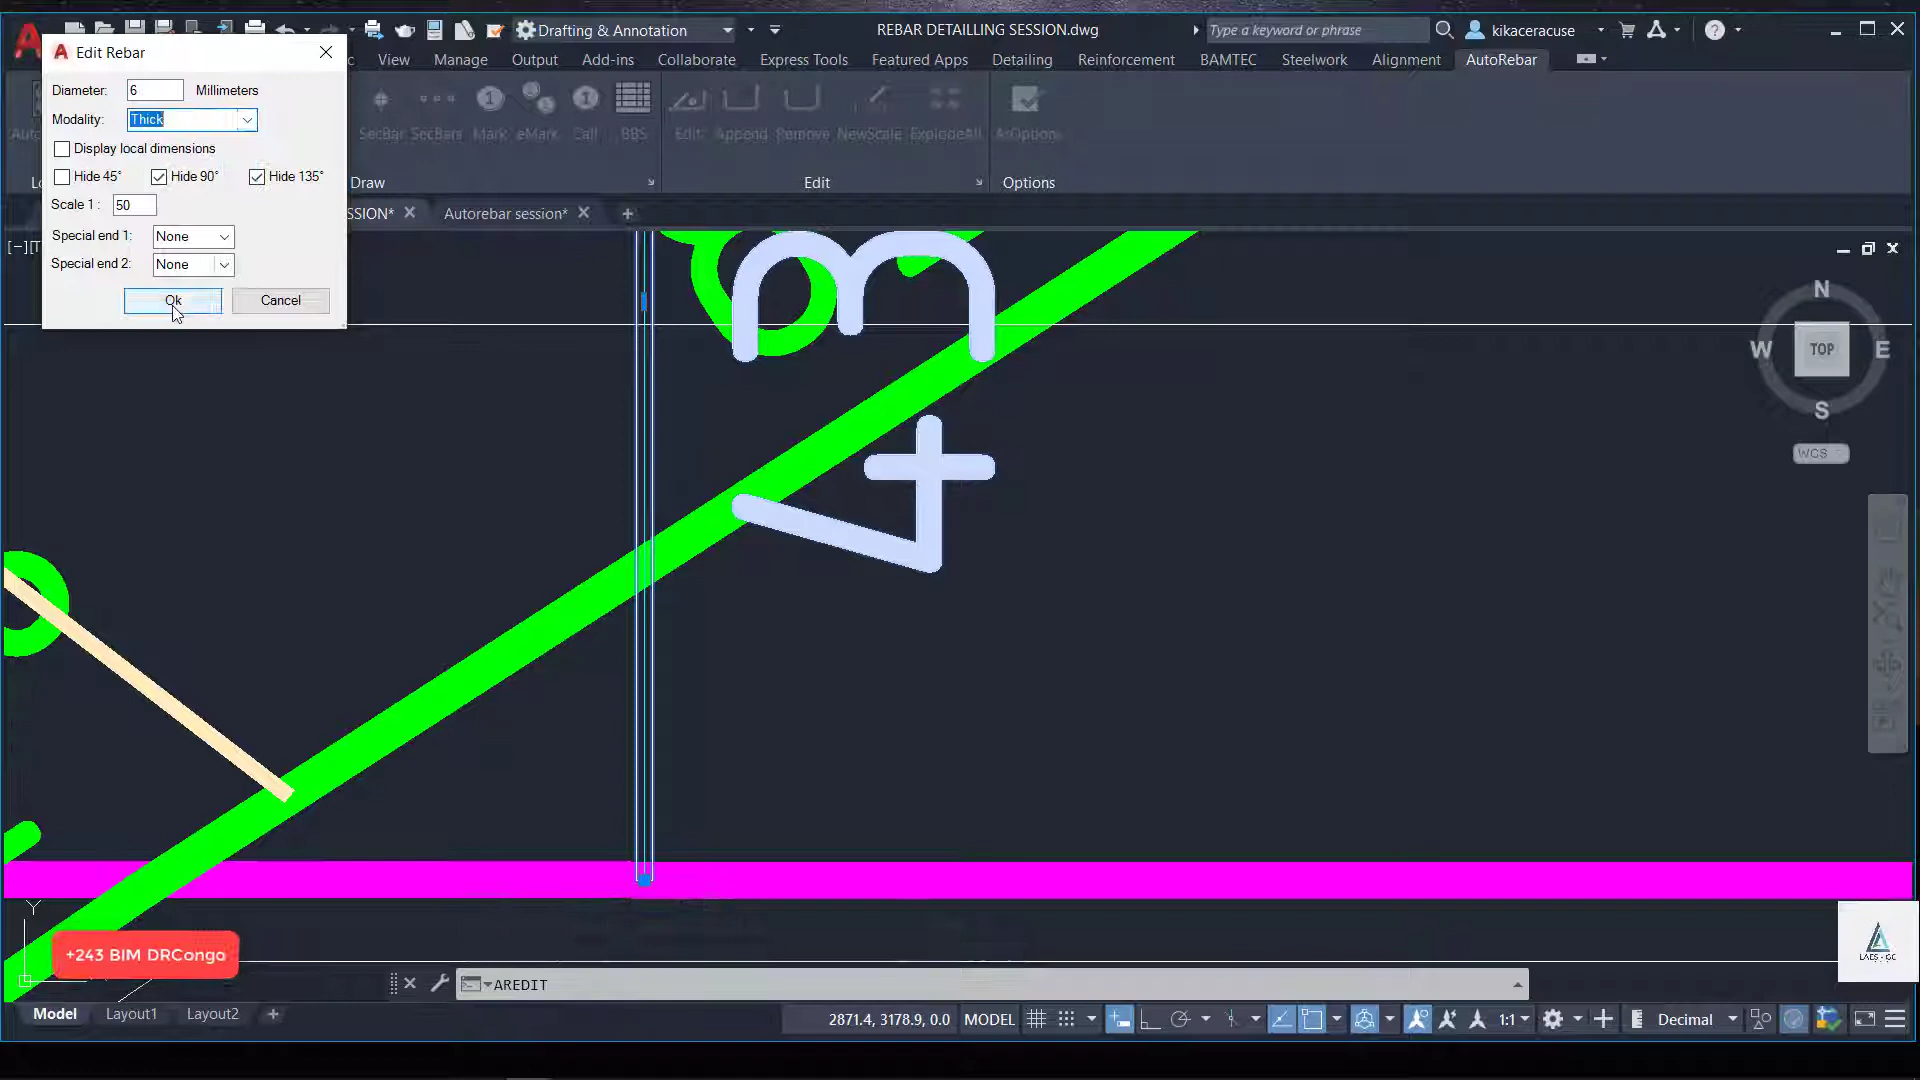 Drafting & Annotation
REBAR DETAILLING SESSION.dwg
Type a keyword or phrase
kikaceracuse
View Manage Output Add-ins Collaborate Express Tools Featured Apps Detailing Reinforcement BAMTEC Steelwork Alignment AutoRebar
Edit Rebar
Diameter: 6 Millimeters
Modality: Thick
Display local dimensions
Hide 45° Hide 90° Hide 135°
Scale 1 : 50
Special end 1: None
Special end 2: None
Ok Cancel
SecBar SecBars Mark eMark Call BBS Edit Append Remove NewScale ExplodeAll ArOptions
Draw Edit Options
SSION* Autorebar session*
N
W TOP E
S
WCS
3
4
Y
+243 BIM DRCongo
LAES-GC
AREDIT
Model Layout1 Layout2
2871.4, 3178.9, 0.0 MODEL 1:1 Decimal